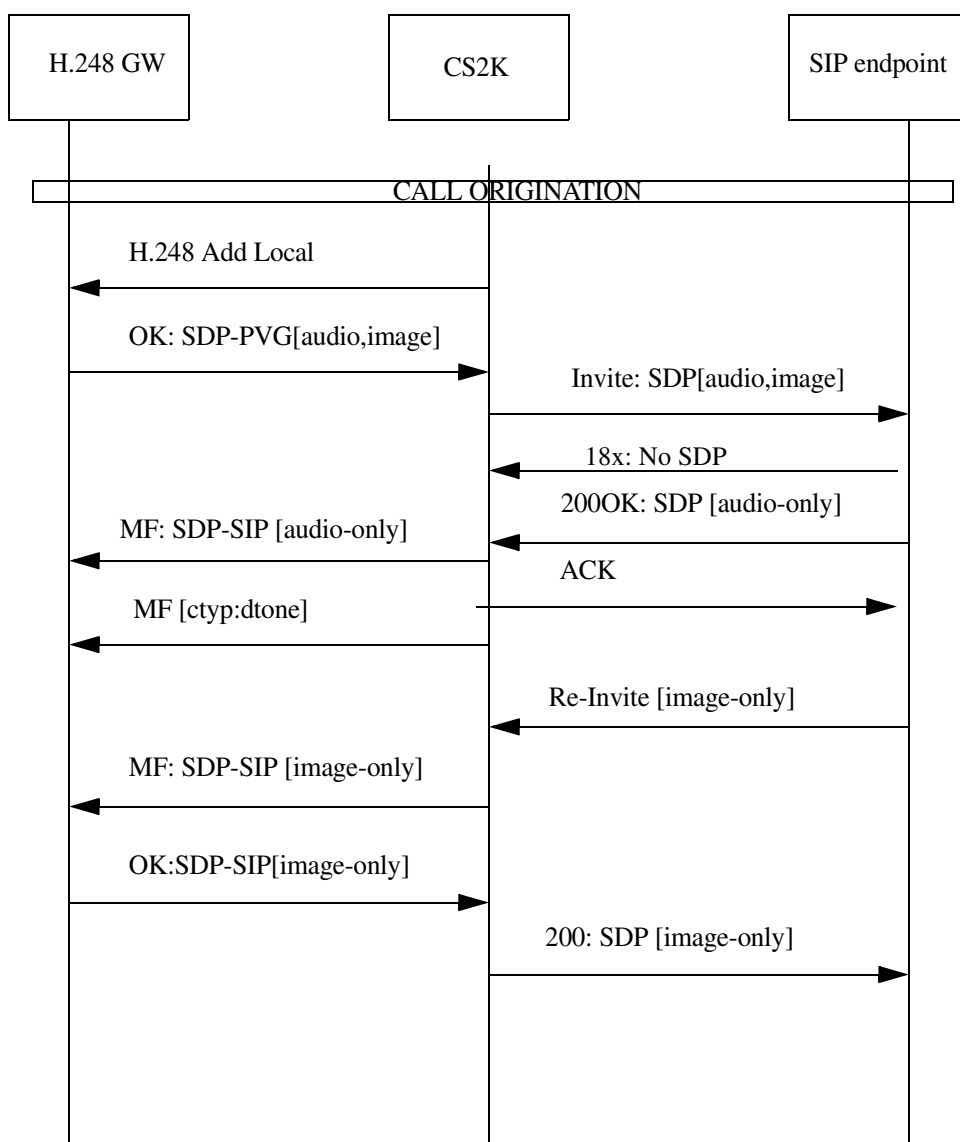 H.248 GW
CS2K
SIP endpoint
CALL ORIGINATION
H.248 Add Local
OK: SDP-PVG[audio,image]
Invite: SDP[audio,image]
18x: No SDP
200OK: SDP [audio-only]
MF: SDP-SIP [audio-only]
ACK
MF [ctyp:dtone]
Re-Invite [image-only]
MF: SDP-SIP [image-only]
OK:SDP-SIP[image-only]
200: SDP [image-only]